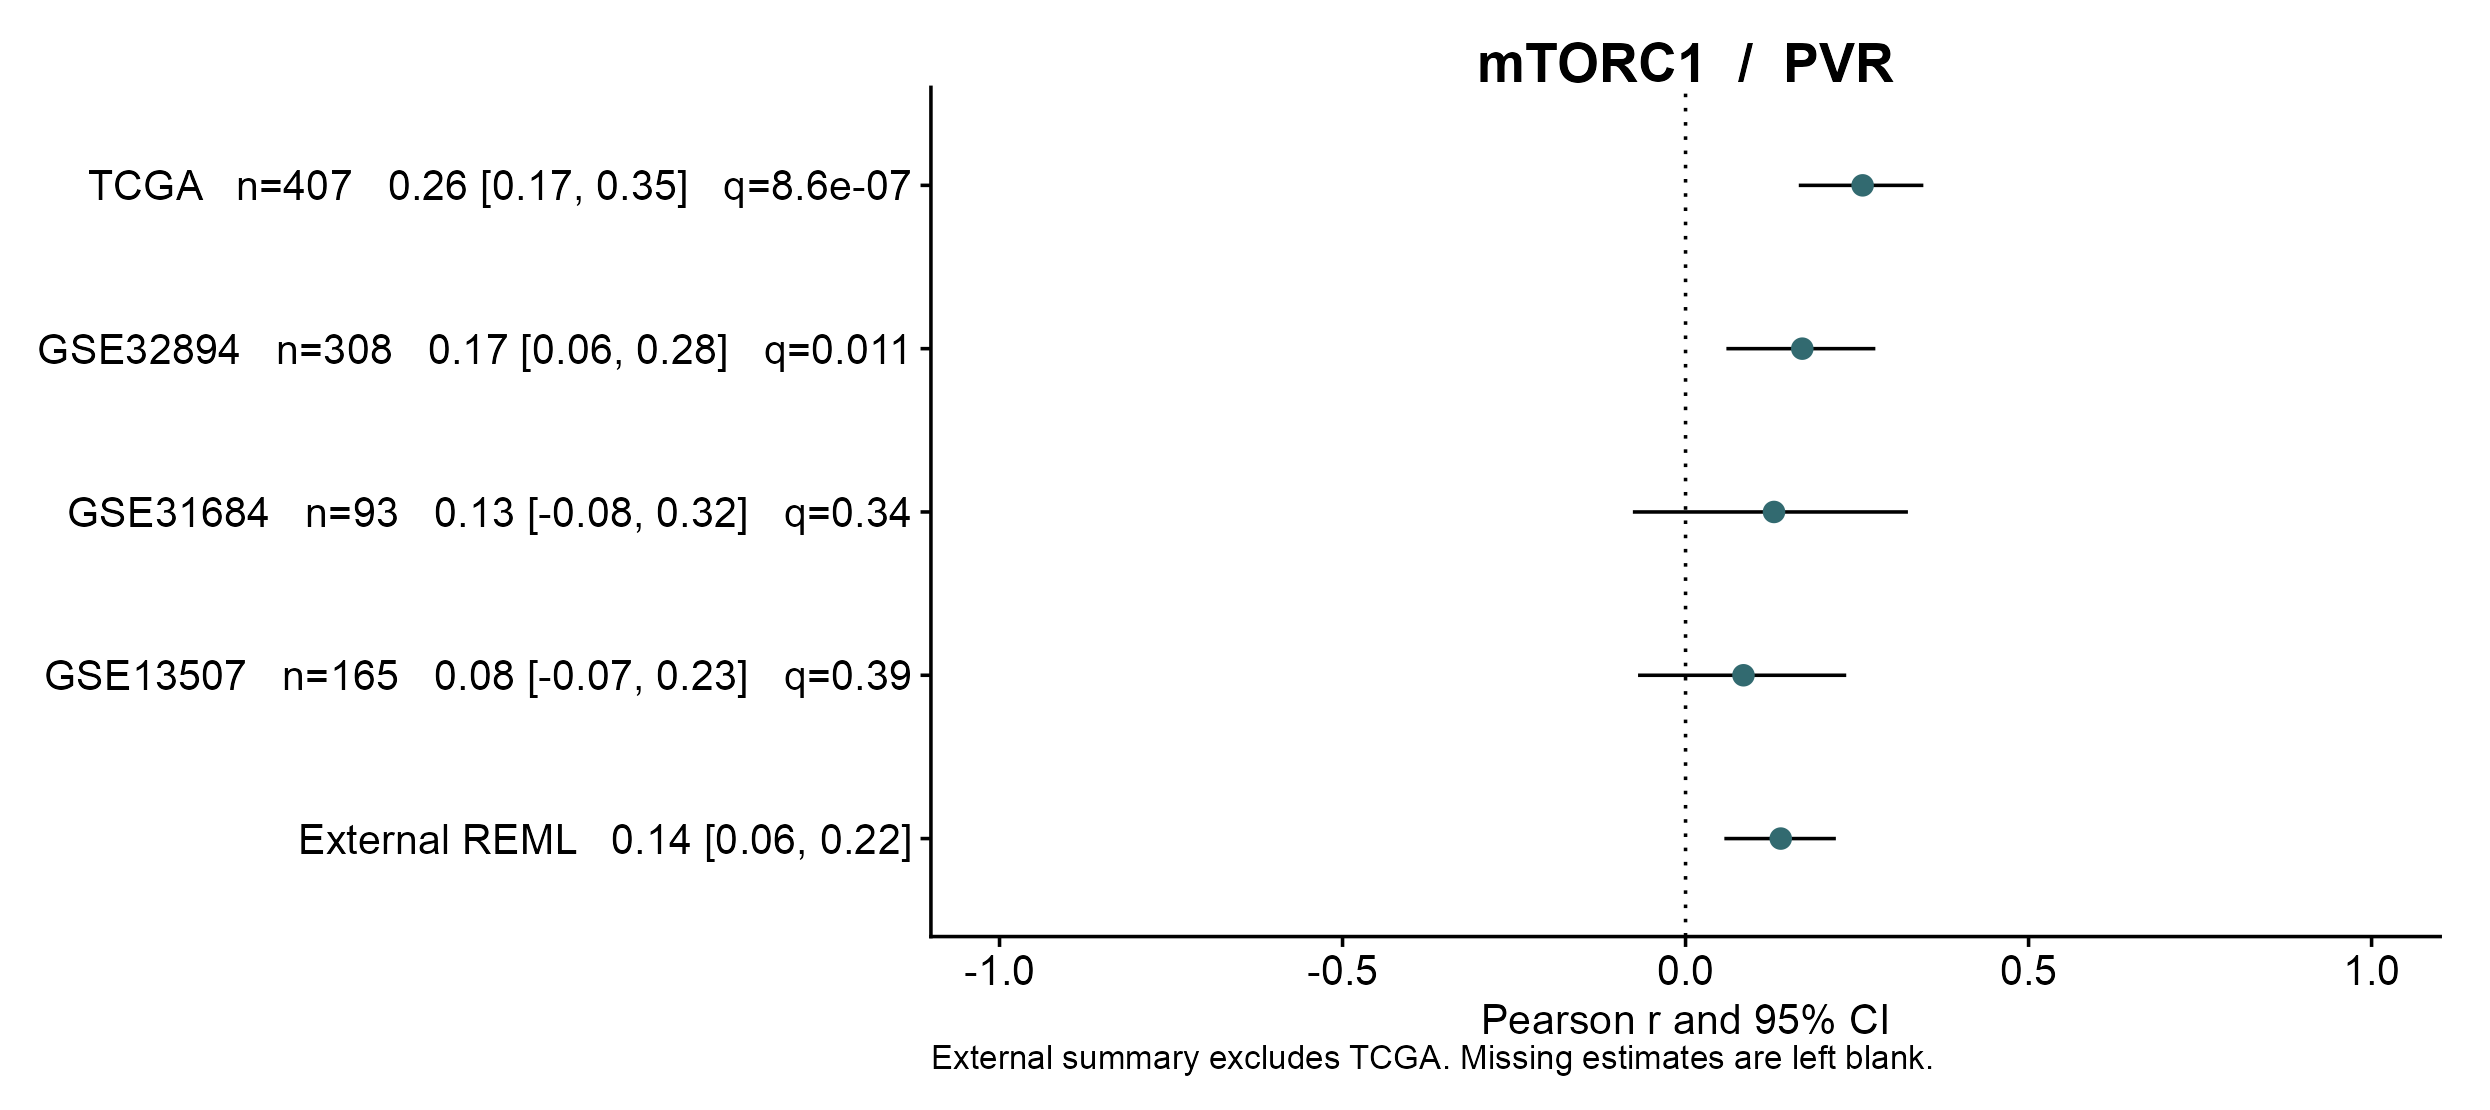 mTORC1 / PVR
TCGA n=407 0.26 [0.17, 0.35] q=8.6e-07
GSE32894 n=308 0.17 [0.06, 0.28] q=0.011
GSE31684 n=93 0.13 [-0.08, 0.32] q=0.34
GSE13507 n=165 0.08 [-0.07, 0.23] q=0.39
External REML 0.14 [0.06, 0.22]
-1.0 -0.5 0.0 0.5 1.0
Pearson r and 95% CI
External summary excludes TCGA. Missing estimates are left blank.